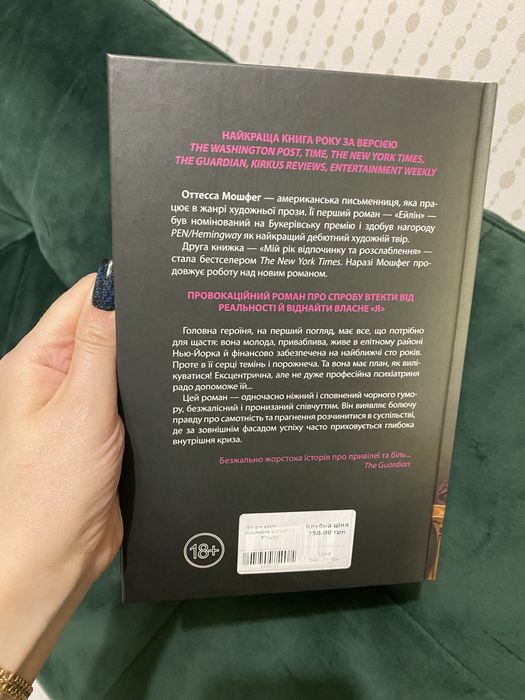 НАЙКРАЩА КНИГА РОКУ ЗА ВЕРСІЄЮ
THE WASHINGTON POST, TIME, THE NEW YORK TIMES,
THE GUARDIAN, KIRKUS REVIEWS, ENTERTAINMENT WEEKLY
Оттесса Мошфег — американська письменниця, яка пра-
цює в жанрі художньої прози. Її перший роман — «Ейлін» —
був номінований на Букерівську премію і здобув нагороду
PEN/Hemingway як найкращий дебютний художній твір.
Друга книжка — «Мій рік відпочинку та розслаблення» —
стала бестселером The New York Times. Наразі Мошфег про-
довжує роботу над новим романом.
ПРОВОКАЦІЙНИЙ РОМАН ПРО СПРОБУ ВТЕКТИ ВІД
РЕАЛЬНОСТІ Й ВІДНАЙТИ ВЛАСНЕ «Я»
Головна героїня, на перший погляд, має все, що потрібно
для щастя: вона молода, приваблива, живе в елітному районі
Нью-Йорка й фінансово забезпечена на найближчі сто років.
Проте в її серці темінь і порожнеча. Та вона має план, як вилі-
куватися! Ексцентрична, але не дуже професійна психіатриня
радо допоможе їй...
Цей роман — одночасно ніжний і сповнений чорного гумо-
ру, безжалісний і пронизаний співчуттям. Він виявляє болючу
правду про самотність та прагнення розчинитися в суспільстві,
де за зовнішнім фасадом успіху часто приховується глибока
внутрішня криза.
Безжально жорстока історія про привілеї та біль...
The Guardian
18+
Клубна ціна
350.00 грн